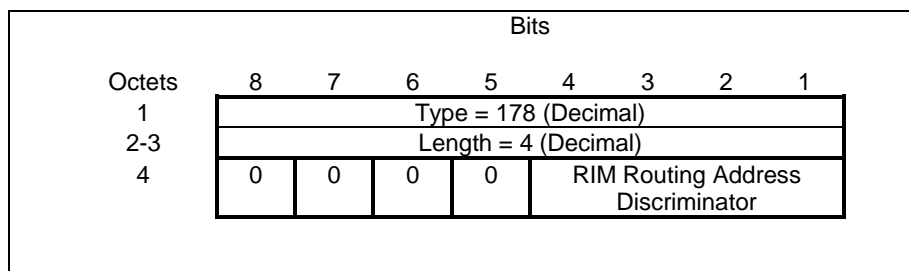 Bits
Octets 8 7 6 5 4 3 2 1
1 Type = 178 (Decimal)
2-3 Length = 4 (Decimal)
4 0 0 0 0 RIM Routing Address
Discriminator